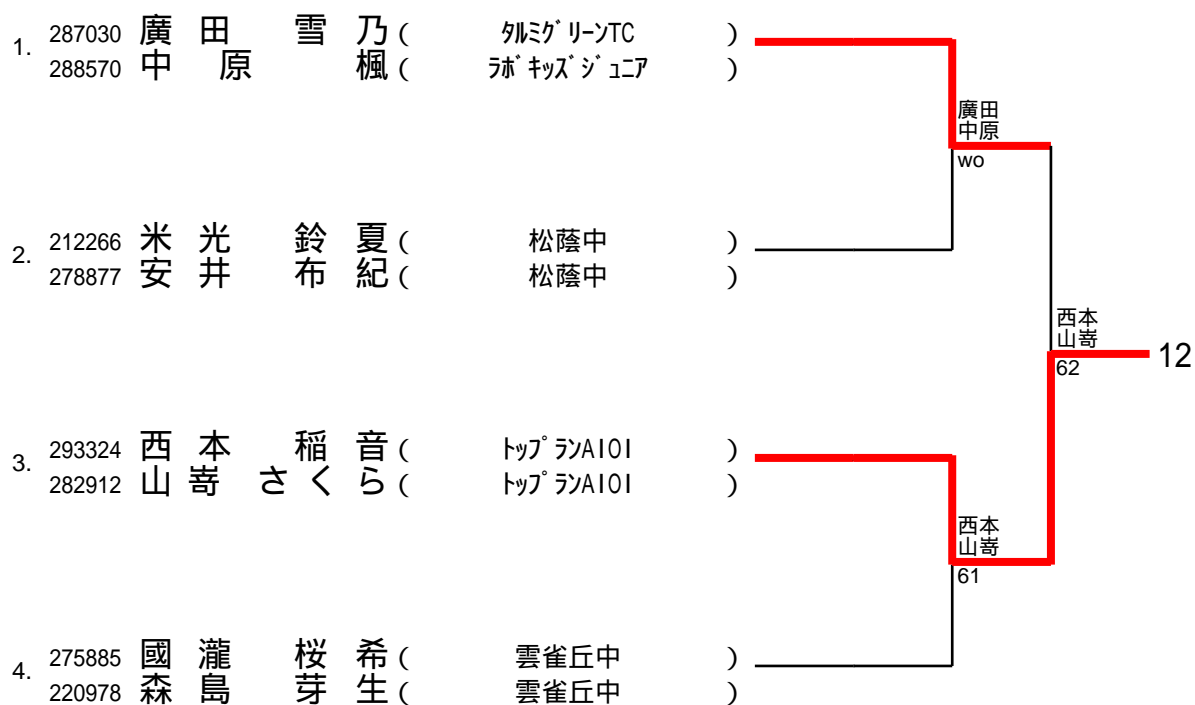 1. 287030 廣田 雪乃 ( タルミグリーンTC )
288570 中原 楓 ( ラボキッズジュニア )
廣田
中原
wo
2. 212266 米光 鈴夏 ( 松蔭中 )
278877 安井 布紀 ( 松蔭中 )
西本
山嵜
62
12
3. 293324 西本 稲音 ( トップランAIOI )
282912 山嵜 さくら ( トップランAIOI )
西本
山嵜
61
4. 275885 國瀧 桜希 ( 雲雀丘中 )
220978 森島 芽生 ( 雲雀丘中 )